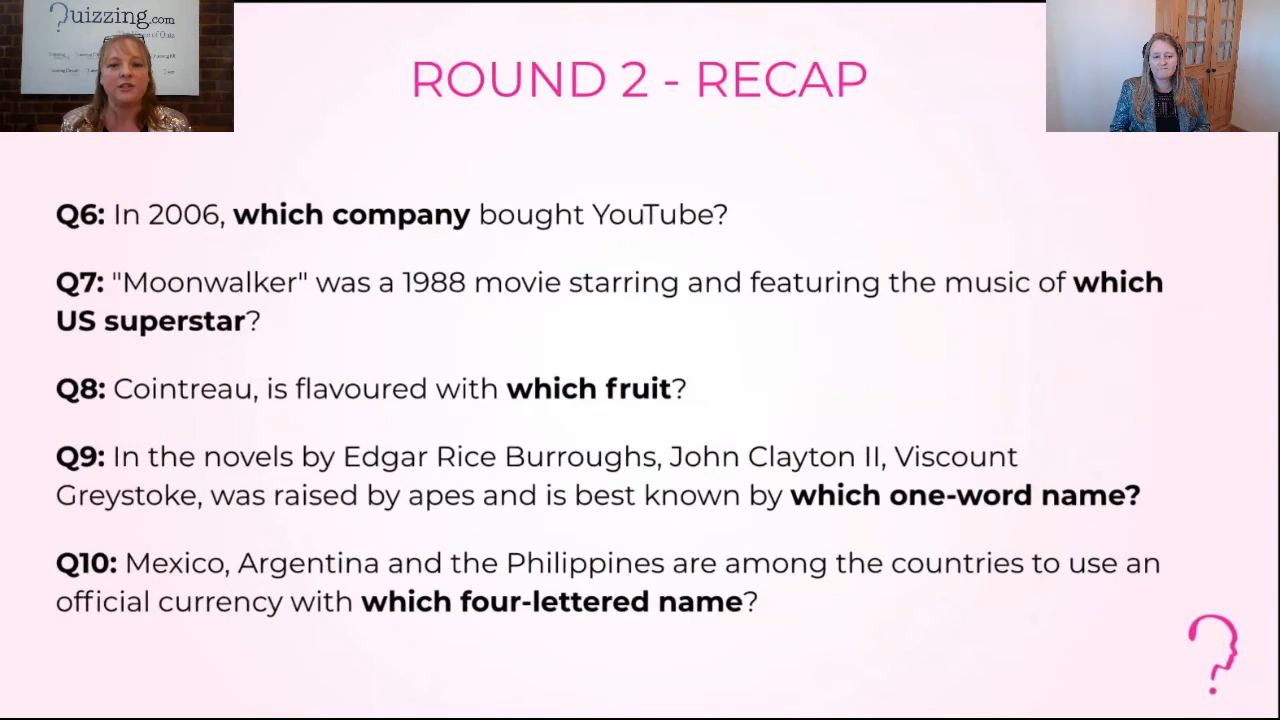 ?uizzing.com
ROUND 2 - RECAP
Q6: In 2006, which company bought YouTube?
Q7: "Moonwalker" was a 1988 movie starring and featuring the music of which
US superstar?
Q8: Cointreau, is flavoured with which fruit?
Q9: In the novels by Edgar Rice Burroughs, John Clayton II, Viscount
Greystoke, was raised by apes and is best known by which one-word name?
Q10: Mexico, Argentina and the Philippines are among the countries to use an
official currency with which four-lettered name?